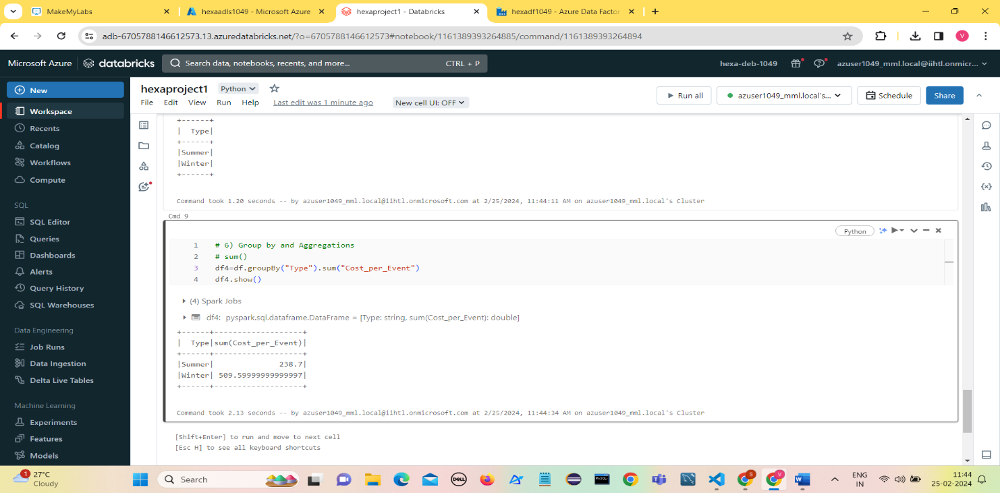 MakeMyLabs
hexaadls1049 - Microsoft Azure
hexaproject1 - Databricks
hexadf1049 - Azure Data Factor
adb-6705788146612573.13.azuredatabricks.net/?o=6705788146612573#notebook/1161389393264885/command/1161389393264894
V
Microsoft Azure
databricks
Search data, notebooks, recents, and more...
CTRL + P
hexa-deb-1049
azuser1049_mml.local@iihtl.onmicr...
New
Workspace
Recents
Catalog
Workflows
Compute
SQL
SQL Editor
Queries
Dashboards
Alerts
Query History
SQL Warehouses
Data Engineering
Job Runs
Data Ingestion
Delta Live Tables
Machine Learning
Experiments
Features
Models
hexaproject1
Python
File Edit View Run Help Last edit was 1 minute ago New cell UI: OFF
Run all
azuser1049_mml.local's...
Schedule
Share
+------+
|  Type|
+------+
|Summer|
|Winter|
+------+
Command took 1.20 seconds -- by azuser1049_mml.local@iihtl.onmicrosoft.com at 2/25/2024, 11:44:11 AM on azuser1049_mml.local's Cluster
Cmd 9
Python
1 # 6) Group by and Aggregations
2 # sum()
3 df4=df.groupBy("Type").sum("Cost_per_Event")
4 df4.show()
(4) Spark Jobs
df4: pyspark.sql.dataframe.DataFrame = [Type: string, sum(Cost_per_Event): double]
+------+-------------------+
|  Type|sum(Cost_per_Event)|
+------+-------------------+
|Summer|              238.7|
|Winter| 509.59999999999997|
+------+-------------------+
Command took 2.13 seconds -- by azuser1049_mml.local@iihtl.onmicrosoft.com at 2/25/2024, 11:44:34 AM on azuser1049_mml.local's Cluster
[Shift+Enter] to run and move to next cell
[Esc H] to see all keyboard shortcuts
1
27°C
Cloudy
Search
DELL
MySQL
S
V
W
ENG
IN
11:44
25-02-2024